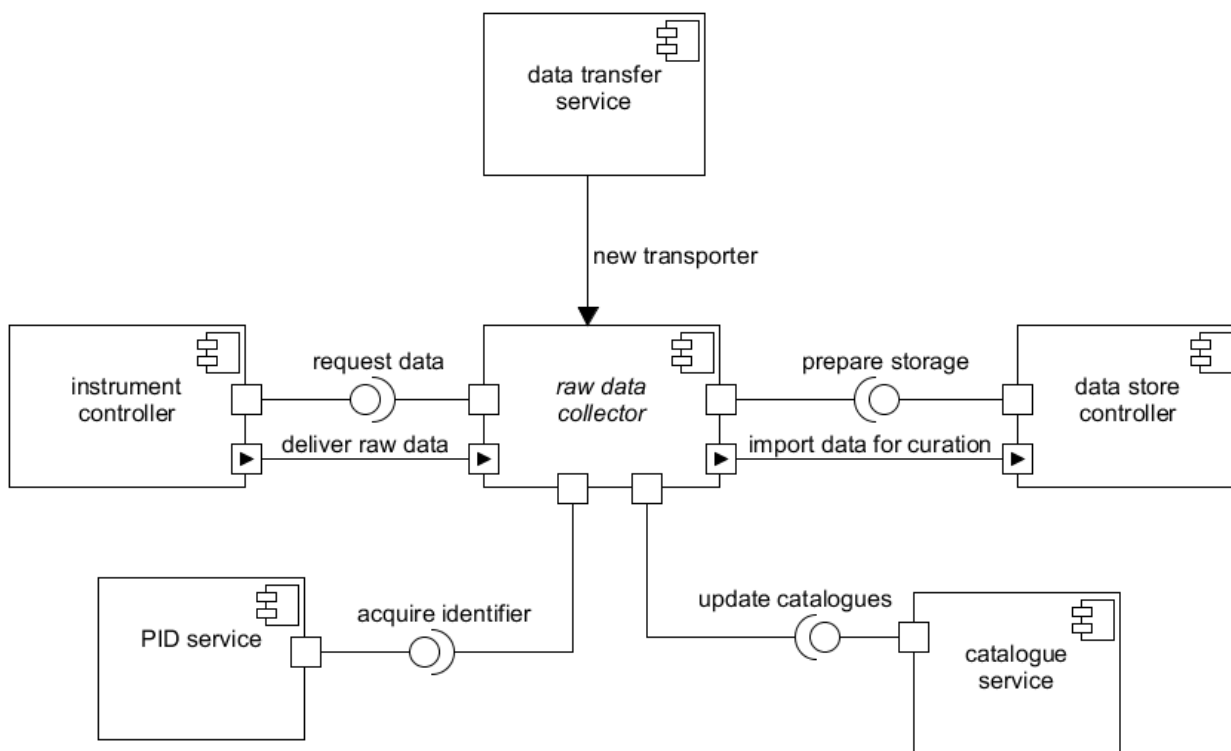 data transfer
service
new transporter
request data
prepare storage
instrument
controller
raw data
collector
data store
controller
deliver raw data
import data for curation
acquire identifier
update catalogues
PID service
catalogue
service